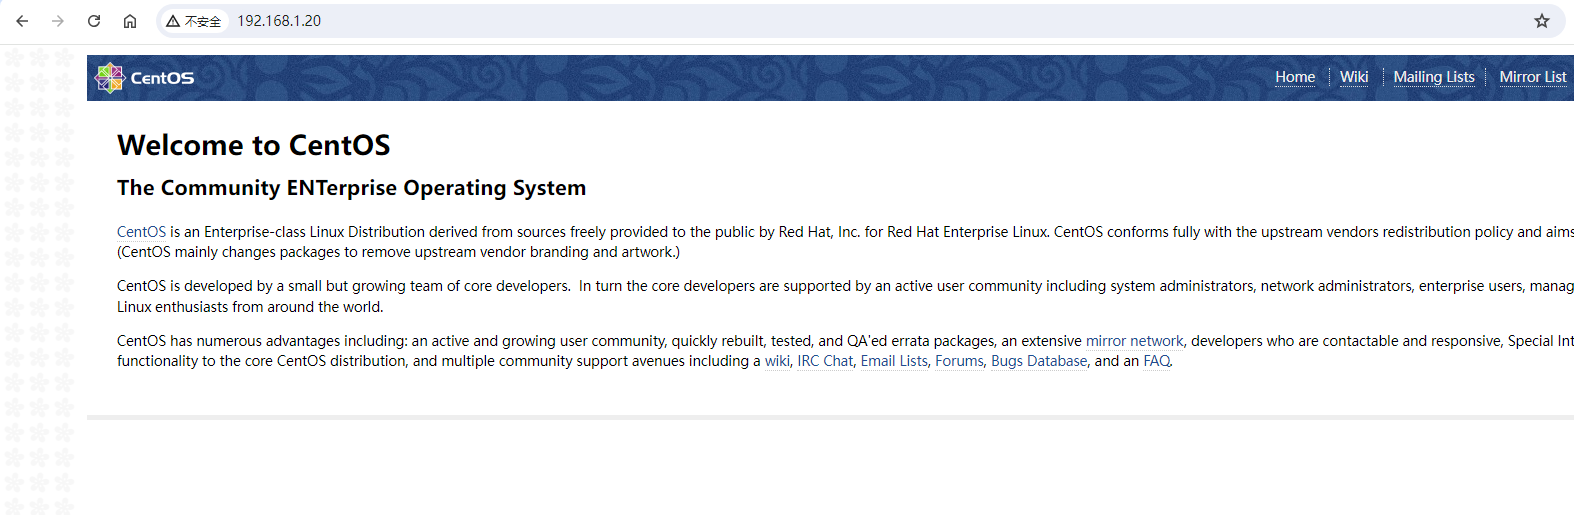 不安全 192.168.1.20
CentOS Home Wiki Mailing Lists Mirror List
Welcome to CentOS
The Community ENTerprise Operating System
CentOS is an Enterprise-class Linux Distribution derived from sources freely provided to the public by Red Hat, Inc. for Red Hat Enterprise Linux. CentOS conforms fully with the upstream vendors redistribution policy and aims
(CentOS mainly changes packages to remove upstream vendor branding and artwork.)
CentOS is developed by a small but growing team of core developers. In turn the core developers are supported by an active user community including system administrators, network administrators, enterprise users, manag
Linux enthusiasts from around the world.
CentOS has numerous advantages including: an active and growing user community, quickly rebuilt, tested, and QA'ed errata packages, an extensive mirror network, developers who are contactable and responsive, Special Int
functionality to the core CentOS distribution, and multiple community support avenues including a wiki, IRC Chat, Email Lists, Forums, Bugs Database, and an FAQ.